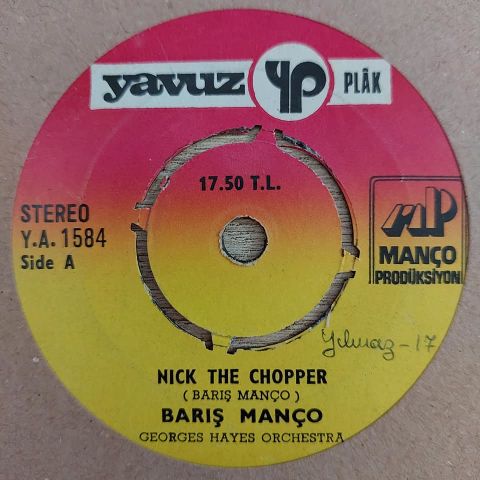 yavuz YP PLÂK
17.50 T.L.
STEREO
Y.A. 1584
Side A
MP
MANÇO
PRODÜKSİYON
Yılmaz-17
NICK THE CHOPPER
( BARIŞ MANÇO )
BARIŞ MANÇO
GEORGES HAYES ORCHESTRA